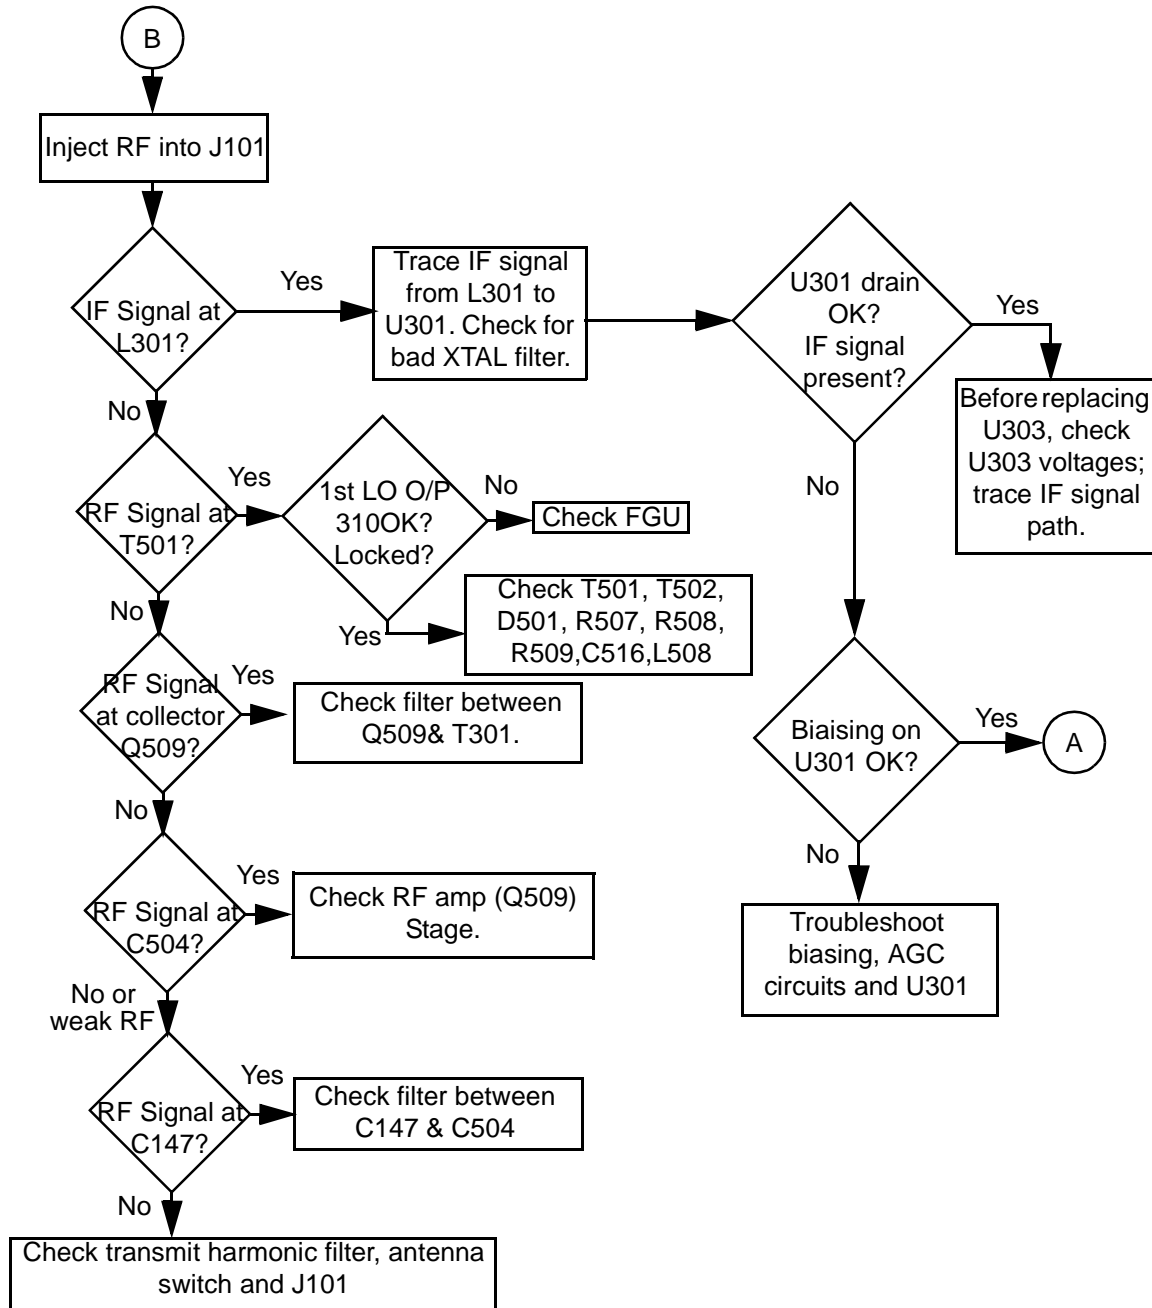 B
Inject RF into J101
IF Signal at
L301?
Yes
Trace IF signal
from L301 to
U301. Check for
bad XTAL filter.
U301 drain
OK?
IF signal
present?
Yes
Before replacing
U303, check
U303 voltages;
trace IF signal
path.
No
No
RF Signal at
T501?
Yes
1st LO O/P
310OK?
Locked?
No
Check FGU
Yes
Check T501, T502,
D501, R507, R508,
R509,C516,L508
No
RF Signal
at collector
Q509?
Yes
Check filter between
Q509& T301.
Biaising on
U301 OK?
Yes
A
No
Troubleshoot
biasing, AGC
circuits and U301
No
RF Signal at
C504?
Yes
Check RF amp (Q509)
Stage.
No or
weak RF
RF Signal at
C147?
Yes
Check filter between
C147 & C504
No
Check transmit harmonic filter, antenna
switch and J101